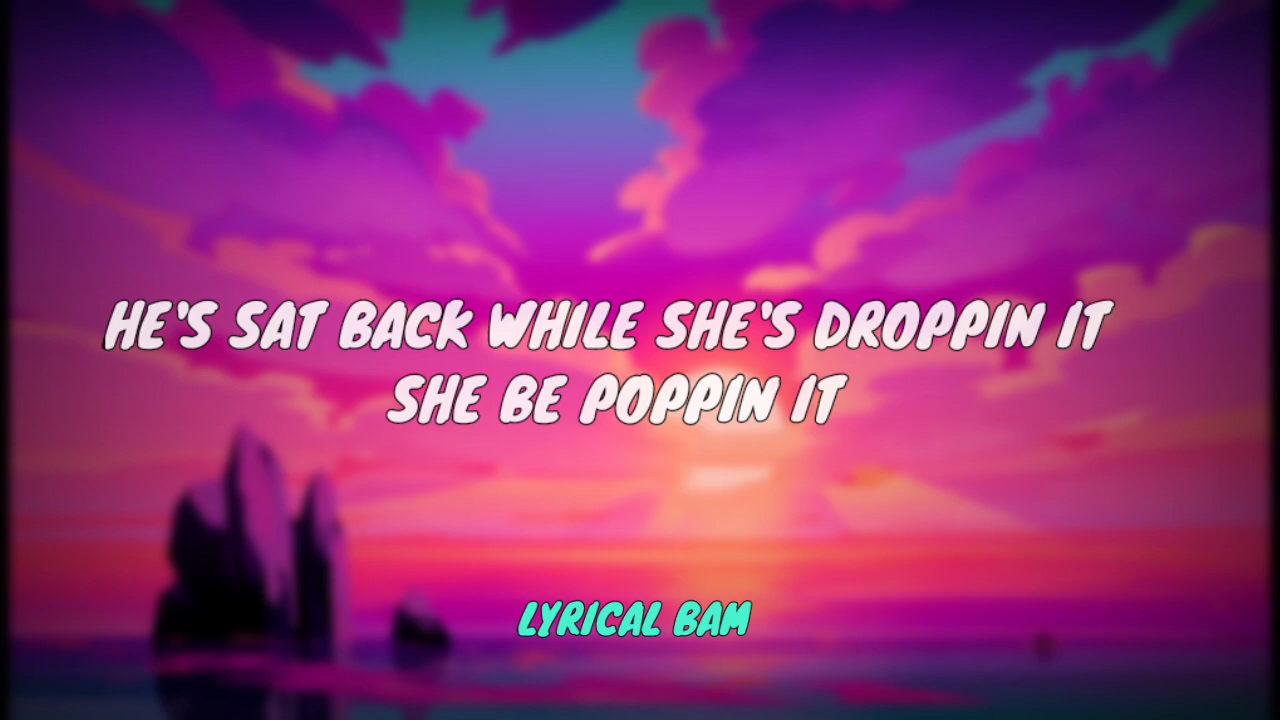 HE'S SAT BACK WHILE SHE'S DROPPIN IT
SHE BE POPPIN IT
LYRICAL BAM